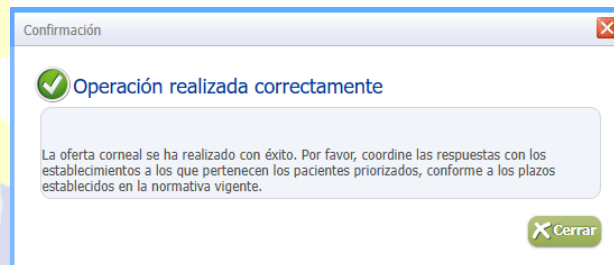 Confirmación
Operación realizada correctamente
La oferta corneal se ha realizado con éxito. Por favor, coordine las respuestas con los
establecimientos a los que pertenecen los pacientes priorizados, conforme a los plazos
establecidos en la normativa vigente.
Cerrar